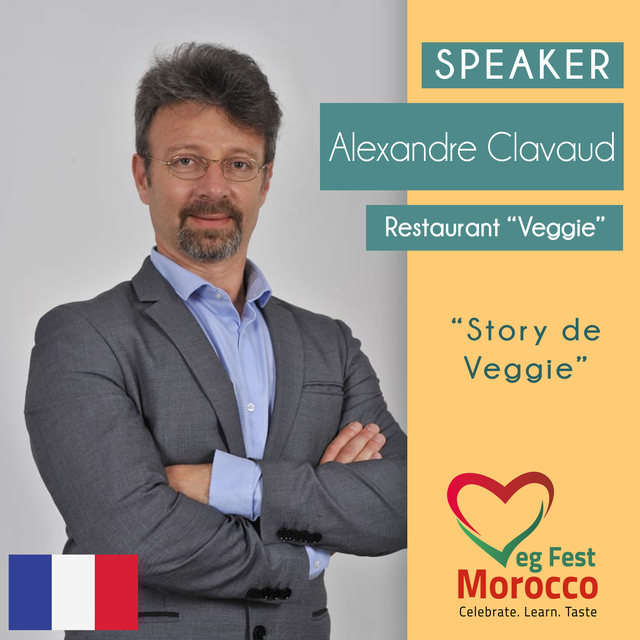 SPEAKER
Alexandre Clavaud
Restaurant “Veggie”
“Story de
Veggie”
Veg Fest
Morocco
Celebrate. Learn. Taste